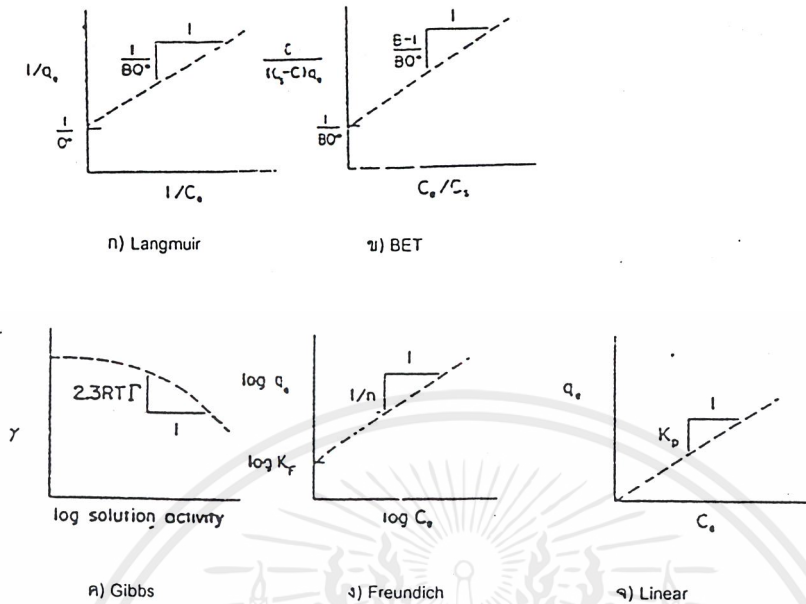 1/qₑ
1
BQ°
1
1
Q°
1/Cₑ
ก) Langmuir
C
(Cₛ-C)qₑ
B-1
BQ°
1
1
BQ°
Cₑ/Cₛ
ข) BET
γ
2.3RTΓ
1
log solution activity
ค) Gibbs
log qₑ
1/n
1
log K_F
log Cₑ
ง) Freundich
qₑ
K_p
1
Cₑ
จ) Linear